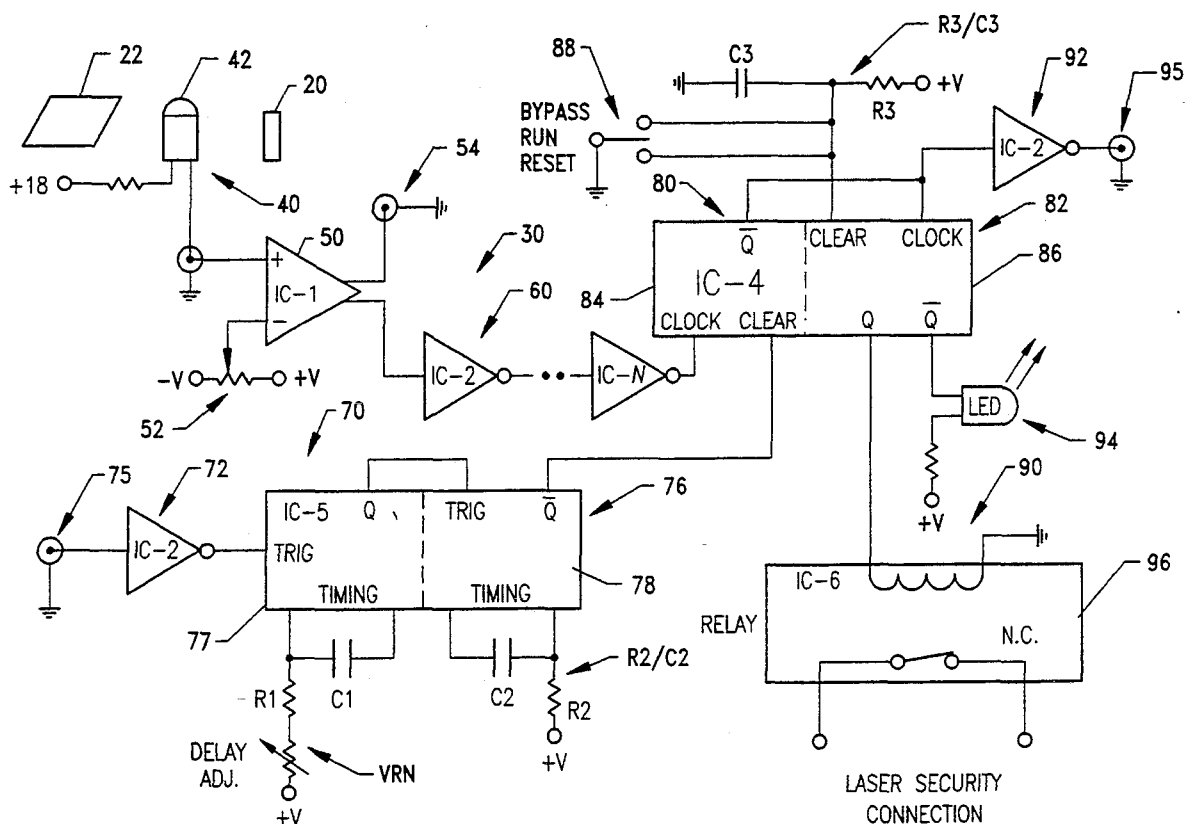 22
42
20
+18
40
54
50
+
IC-1
−
-V
+V
52
30
60
IC-2
IC-N
88
BYPASS
RUN
RESET
C3
R3/C3
R3
+V
92
IC-2
95
80
82
Q
CLEAR
CLOCK
IC-4
84
86
CLOCK
CLEAR
Q
Q
LED
94
+V
90
70
75
72
IC-2
IC-5
Q
TRIG
Q
76
TRIG
TIMING
TIMING
78
77
R1
C1
C2
R2/C2
R2
+V
DELAY
ADJ.
VRN
+V
IC-6
96
RELAY
N.C.
LASER SECURITY
CONNECTION